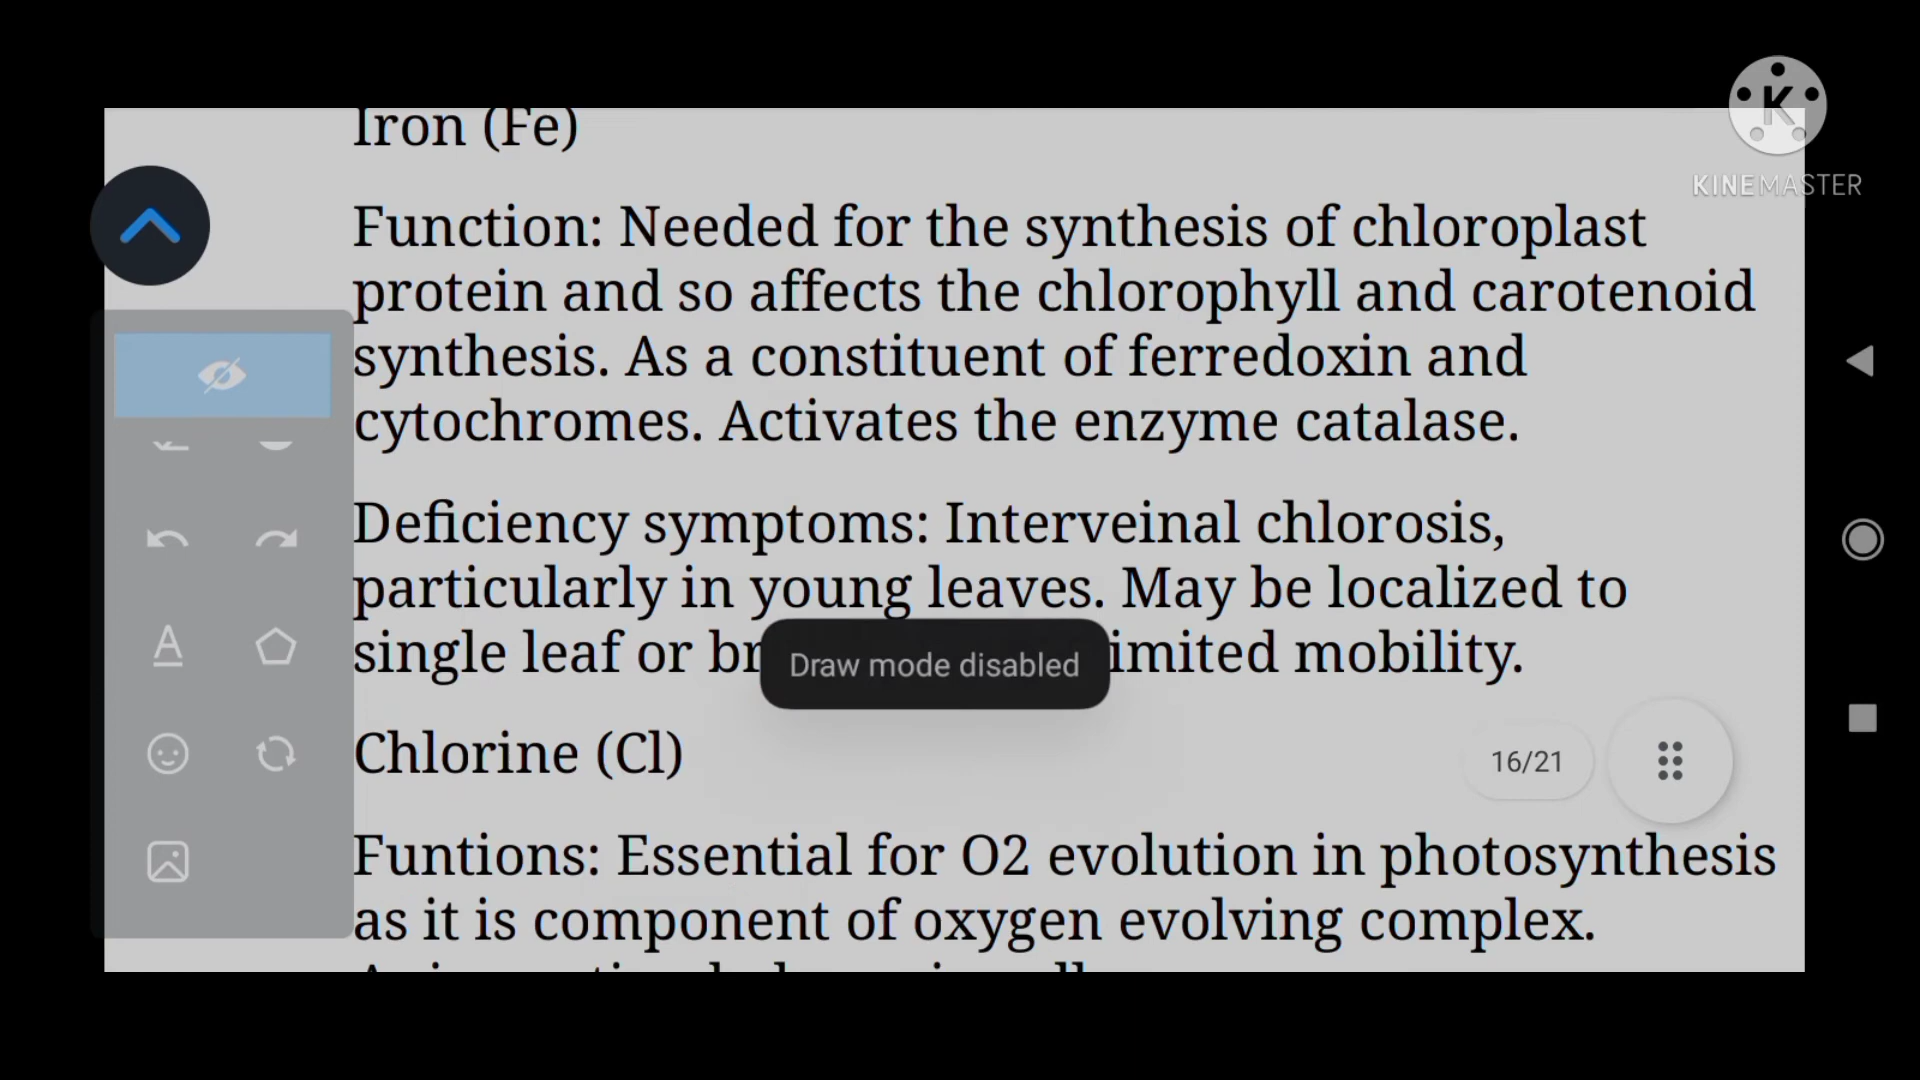 Iron (Fe)
K
KINEMASTER
Function: Needed for the synthesis of chloroplast
protein and so affects the chlorophyll and carotenoid
synthesis. As a constituent of ferredoxin and
cytochromes. Activates the enzyme catalase.
Deficiency symptoms: Interveinal chlorosis,
particularly in young leaves. May be localized to
single leaf or imited mobility.
Draw mode disabled
Chlorine (Cl)
16/21
Funtions: Essential for O2 evolution in photosynthesis
as it is component of oxygen evolving complex.
A